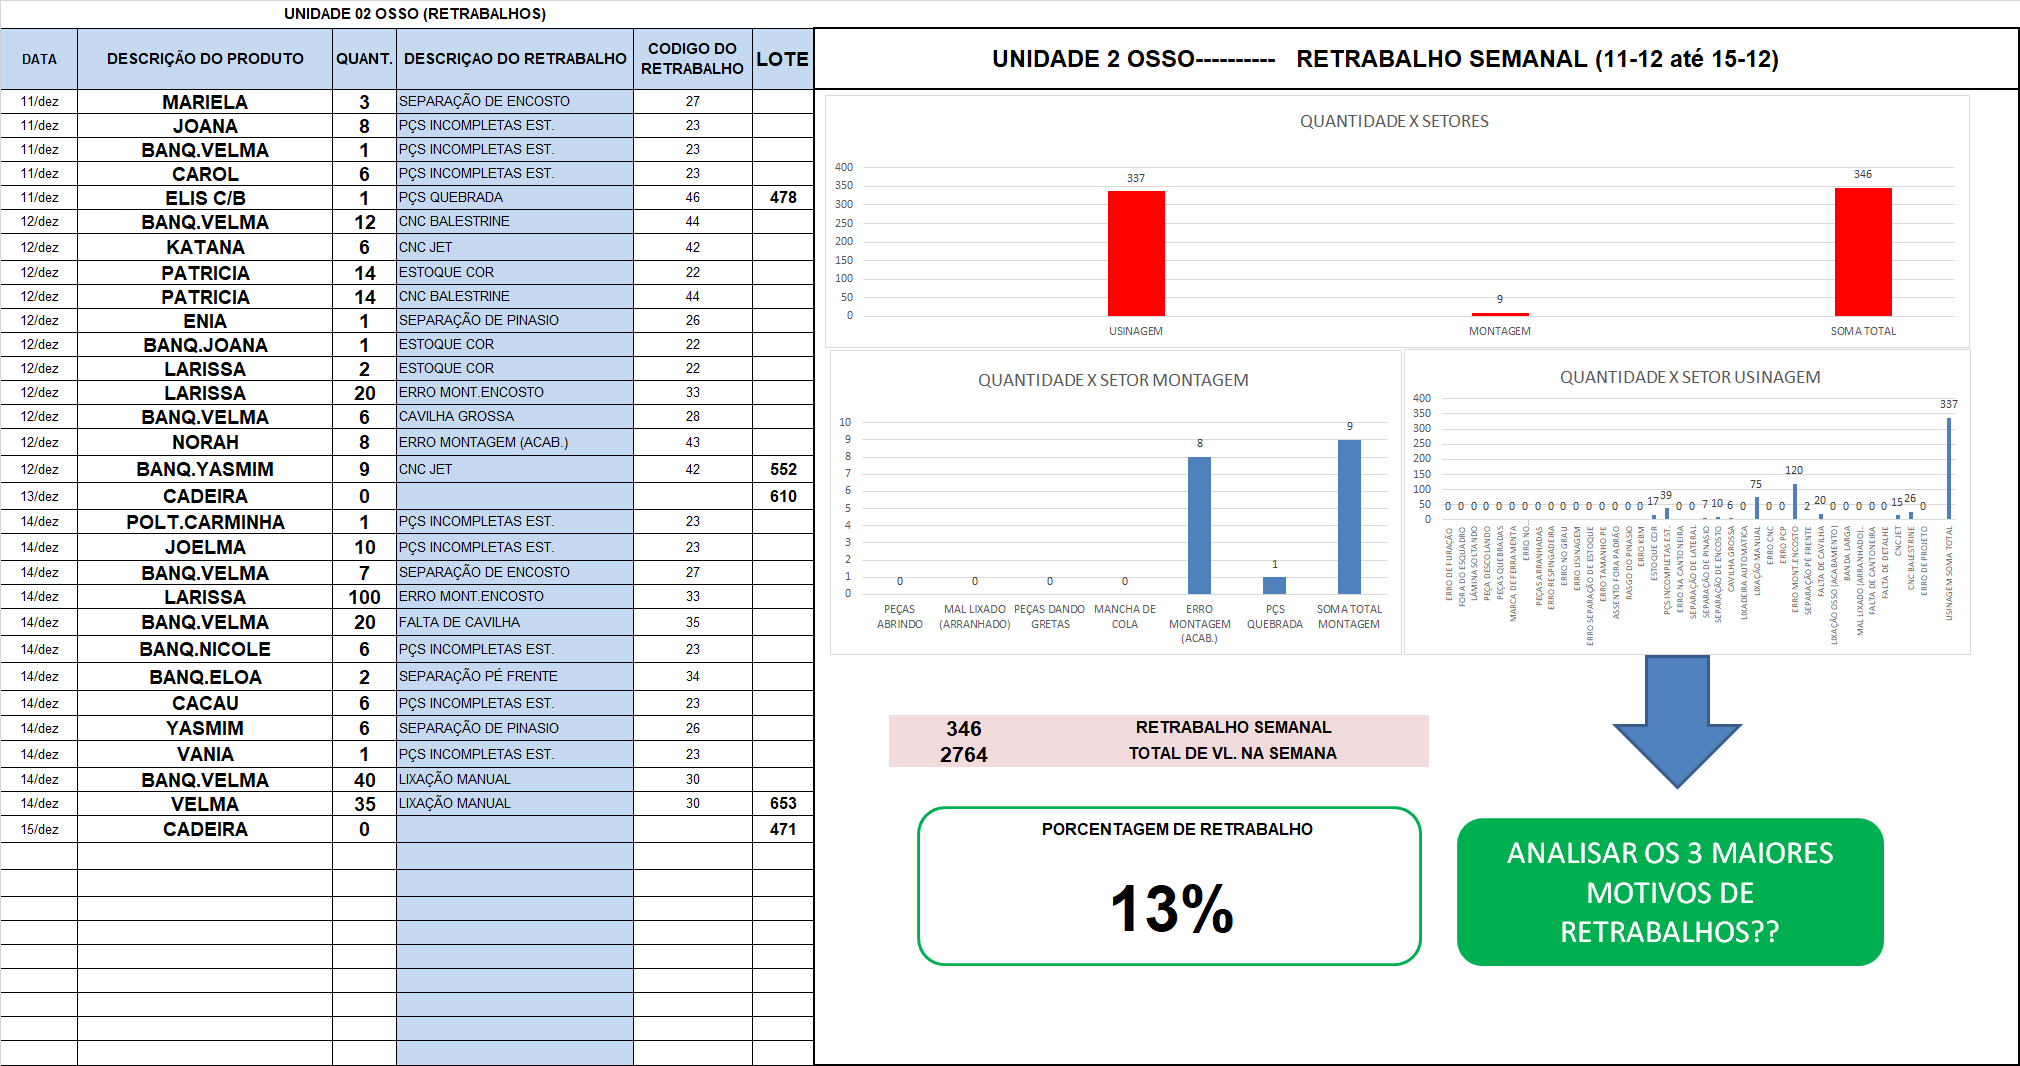 UNIDADE 02 OSSO (RETRABALHOS)
DATA DESCRIÇÃO DO PRODUTO QUANT. DESCRIÇAO DO RETRABALHO CODIGO DO RETRABALHO LOTE
11/dez MARIELA 3 SEPARAÇÃO DE ENCOSTO 27
11/dez JOANA 8 PÇS INCOMPLETAS EST. 23
11/dez BANQ.VELMA 1 PÇS INCOMPLETAS EST. 23
11/dez CAROL 6 PÇS INCOMPLETAS EST. 23
11/dez ELIS C/B 1 PÇS QUEBRADA 46 478
12/dez BANQ.VELMA 12 CNC BALESTRINE 44
12/dez KATANA 6 CNC JET 42
12/dez PATRICIA 14 ESTOQUE COR 22
12/dez PATRICIA 14 CNC BALESTRINE 44
12/dez ENIA 1 SEPARAÇÃO DE PINASIO 26
12/dez BANQ.JOANA 1 ESTOQUE COR 22
12/dez LARISSA 2 ESTOQUE COR 22
12/dez LARISSA 20 ERRO MONT.ENCOSTO 33
12/dez BANQ.VELMA 6 CAVILHA GROSSA 28
12/dez NORAH 8 ERRO MONTAGEM (ACAB.) 43
12/dez BANQ.YASMIM 9 CNC JET 42 552
13/dez CADEIRA 0 610
14/dez POLT.CARMINHA 1 PÇS INCOMPLETAS EST. 23
14/dez JOELMA 10 PÇS INCOMPLETAS EST. 23
14/dez BANQ.VELMA 7 SEPARAÇÃO DE ENCOSTO 27
14/dez LARISSA 100 ERRO MONT.ENCOSTO 33
14/dez BANQ.VELMA 20 FALTA DE CAVILHA 35
14/dez BANQ.NICOLE 6 PÇS INCOMPLETAS EST. 23
14/dez BANQ.ELOA 2 SEPARAÇÃO PÉ FRENTE 34
14/dez CACAU 6 PÇS INCOMPLETAS EST. 23
14/dez YASMIM 6 SEPARAÇÃO DE PINASIO 26
14/dez VANIA 1 PÇS INCOMPLETAS EST. 23
14/dez BANQ.VELMA 40 LIXAÇÃO MANUAL 30
14/dez VELMA 35 LIXAÇÃO MANUAL 30 653
15/dez CADEIRA 0 471
UNIDADE 2 OSSO---------- RETRABALHO SEMANAL (11-12 até 15-12)
QUANTIDADE X SETORES
400
350
300
250
200
150
100
50
0
337
9
346
USINAGEM MONTAGEM SOMA TOTAL
QUANTIDADE X SETOR MONTAGEM
10
9
8
7
6
5
4
3
2
1
0
0 0 0 0 8 1 9
PEÇAS ABRINDO
MAL LIXADO (ARRANHADO)
PEÇAS DANDO GRETAS
MANCHA DE COLA
ERRO MONTAGEM (ACAB.)
PÇS QUEBRADA
SOMA TOTAL MONTAGEM
QUANTIDADE X SETOR USINAGEM
400
350
300
250
200
150
100
50
0
0 0 0 0 0 0 0 0 0 0 0 0 0 0 0 0 17 39 0 0 7 10 6 0 75 0 0 120 2 20 0 0 0 0 0 15 26 0 337
ERRO DE FURAÇÃO
FORA DO ESQUADRO
LÂMINA SOLTANDO
PEÇA DESCOLANDO
PEÇAS QUEBRADAS
MARCA DE FERRAMENTA
ERRO NO
PEÇAS ARRANHADAS
ERRO RESPINGADEIRA
ERRO NO GRAU
ERRO USINAGEM
ERRO SEPARAÇÃO DE ESTOQUE
ERRO TAMANHO PE
ASSENTO FORA PADRÃO
RASGO DO PINASIO
ERRO KBM
ESTOQUE COR
PÇS INCOMPLETAS EST.
ERRO NA CANTONEIRA
SEPARAÇÃO DE LATERAL
SEPARAÇÃO DE PINASIO
SEPARAÇÃO DE ENCOSTO
CAVILHA GROSSA
LIXADEIRA AUTOMATICA
LIXAÇÃO MANUAL
ERRO CNC
ERRO PCP
ERRO MONT.ENCOSTO
SEPARAÇÃO PÉ FRENTE
FALTA DE CAVILHA
LIXAÇÃO OSSO (ACABAMENTO)
BANDA LARGA
MAL LIXADO (ARRANHADO)..
FALTA DE CANTONEIRA
FALTA DE DETALHE
CNC JET
CNC BALESTRINE
ERRO DE PROJETO
USINAGEM SOMA TOTAL
346 RETRABALHO SEMANAL
2764 TOTAL DE VL. NA SEMANA
PORCENTAGEM DE RETRABALHO
13%
ANALISAR OS 3 MAIORES
MOTIVOS DE
RETRABALHOS??